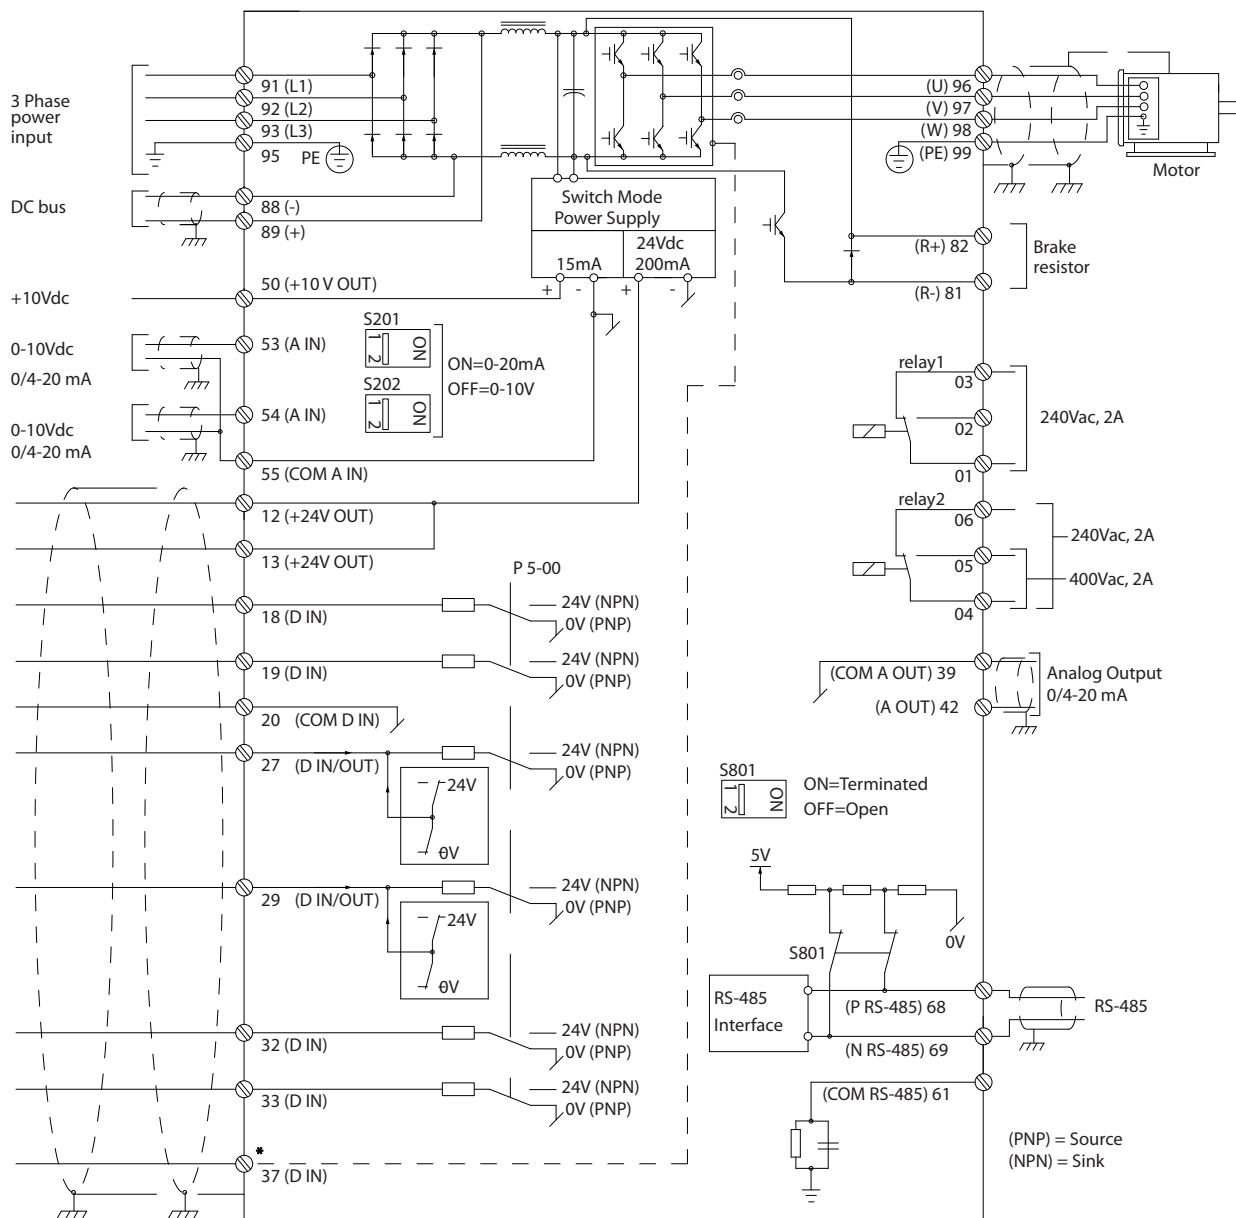 3 Phase
power
input
91 (L1)
92 (L2)
93 (L3)
95
PE
DC bus
88 (-)
89 (+)
+10Vdc
50 (+10 V OUT)
Switch Mode
Power Supply
24Vdc
15mA
200mA
+ - + -
(U) 96
(V) 97
(W) 98
(PE) 99
Motor
(R+) 82
(R-) 81
Brake
resistor
0-10Vdc
0/4-20 mA
53 (A IN)
S201
1 2
ON
ON=0-20mA
OFF=0-10V
S202
1 2
ON
0-10Vdc
0/4-20 mA
54 (A IN)
55 (COM A IN)
12 (+24V OUT)
13 (+24V OUT)
P 5-00
18 (D IN)
24V (NPN)
0V (PNP)
19 (D IN)
24V (NPN)
0V (PNP)
20 (COM D IN)
27 (D IN/OUT)
24V (NPN)
0V (PNP)
24V
0V
29 (D IN/OUT)
24V (NPN)
0V (PNP)
24V
0V
32 (D IN)
24V (NPN)
0V (PNP)
33 (D IN)
24V (NPN)
0V (PNP)
*
37 (D IN)
relay1
03
02
01
240Vac, 2A
relay2
06
05
04
240Vac, 2A
400Vac, 2A
(COM A OUT) 39
(A OUT) 42
Analog Output
0/4-20 mA
S801
1 2
ON
ON=Terminated
OFF=Open
5V
0V
S801
RS-485
Interface
(P RS-485) 68
(N RS-485) 69
RS-485
(COM RS-485) 61
(PNP) = Source
(NPN) = Sink